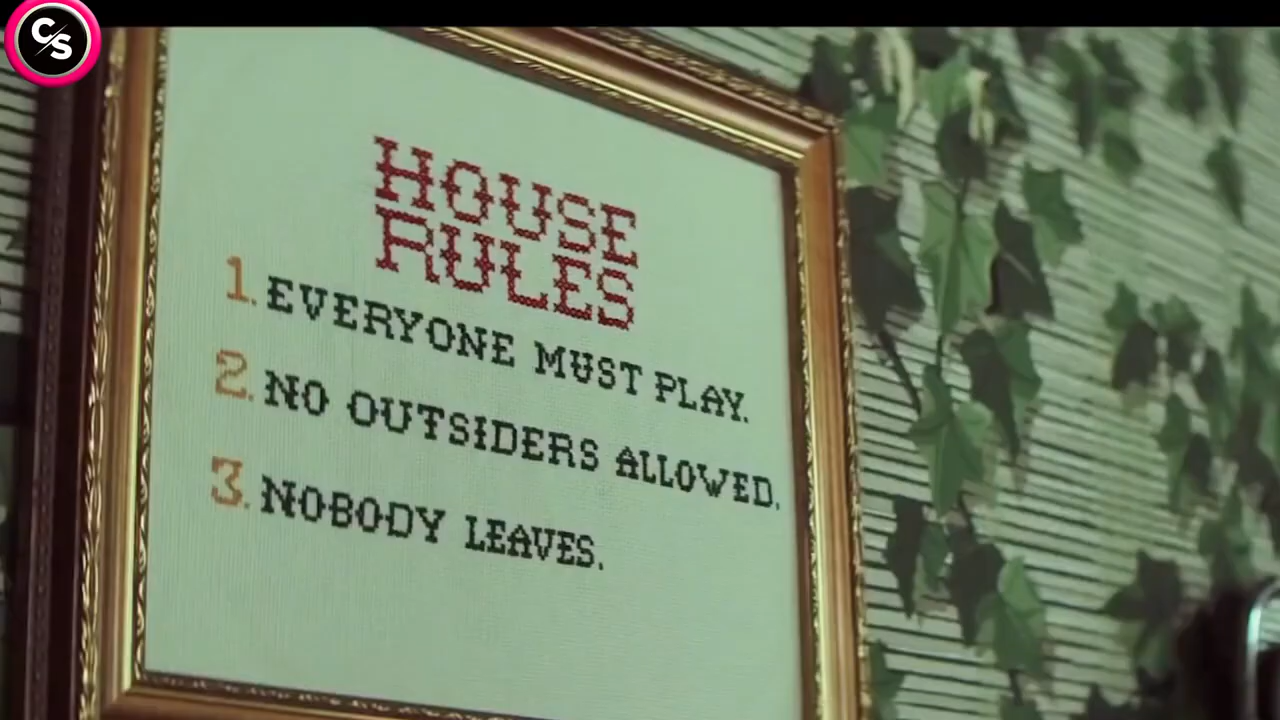 C/S
HOUSE
RULES
1. EVERYONE MUST PLAY.
2. NO OUTSIDERS ALLOWED.
3. NOBODY LEAVES.